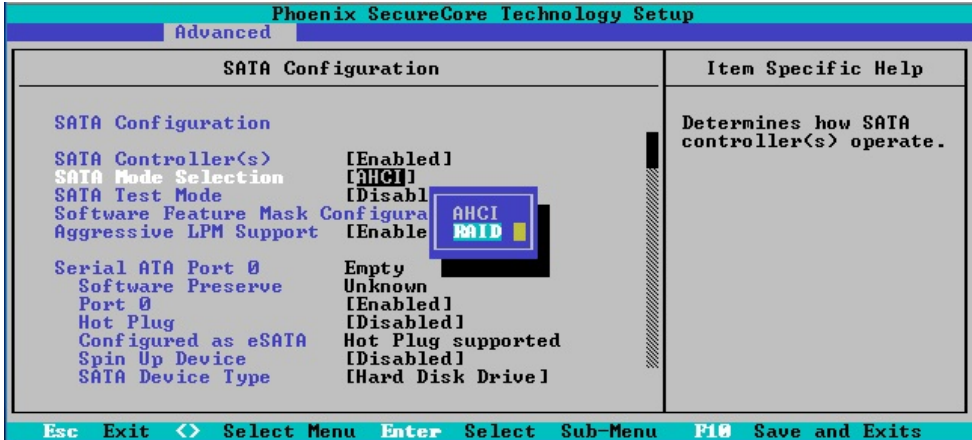 Phoenix SecureCore Technology Setup
Advanced
SATA Configuration
Item Specific Help
SATA Configuration
SATA Controller(s) [Enabled]
SATA Mode Selection [AHCI]
SATA Test Mode [Disabl
Software Feature Mask Configura
Aggressive LPM Support [Enable
AHCI
RAID
Serial ATA Port 0 Empty
Software Preserve Unknown
Port 0 [Enabled]
Hot Plug [Disabled]
Configured as eSATA Hot Plug supported
Spin Up Device [Disabled]
SATA Device Type [Hard Disk Drive]
Determines how SATA
controller(s) operate.
Esc Exit <> Select Menu Enter Select Sub-Menu F10 Save and Exits